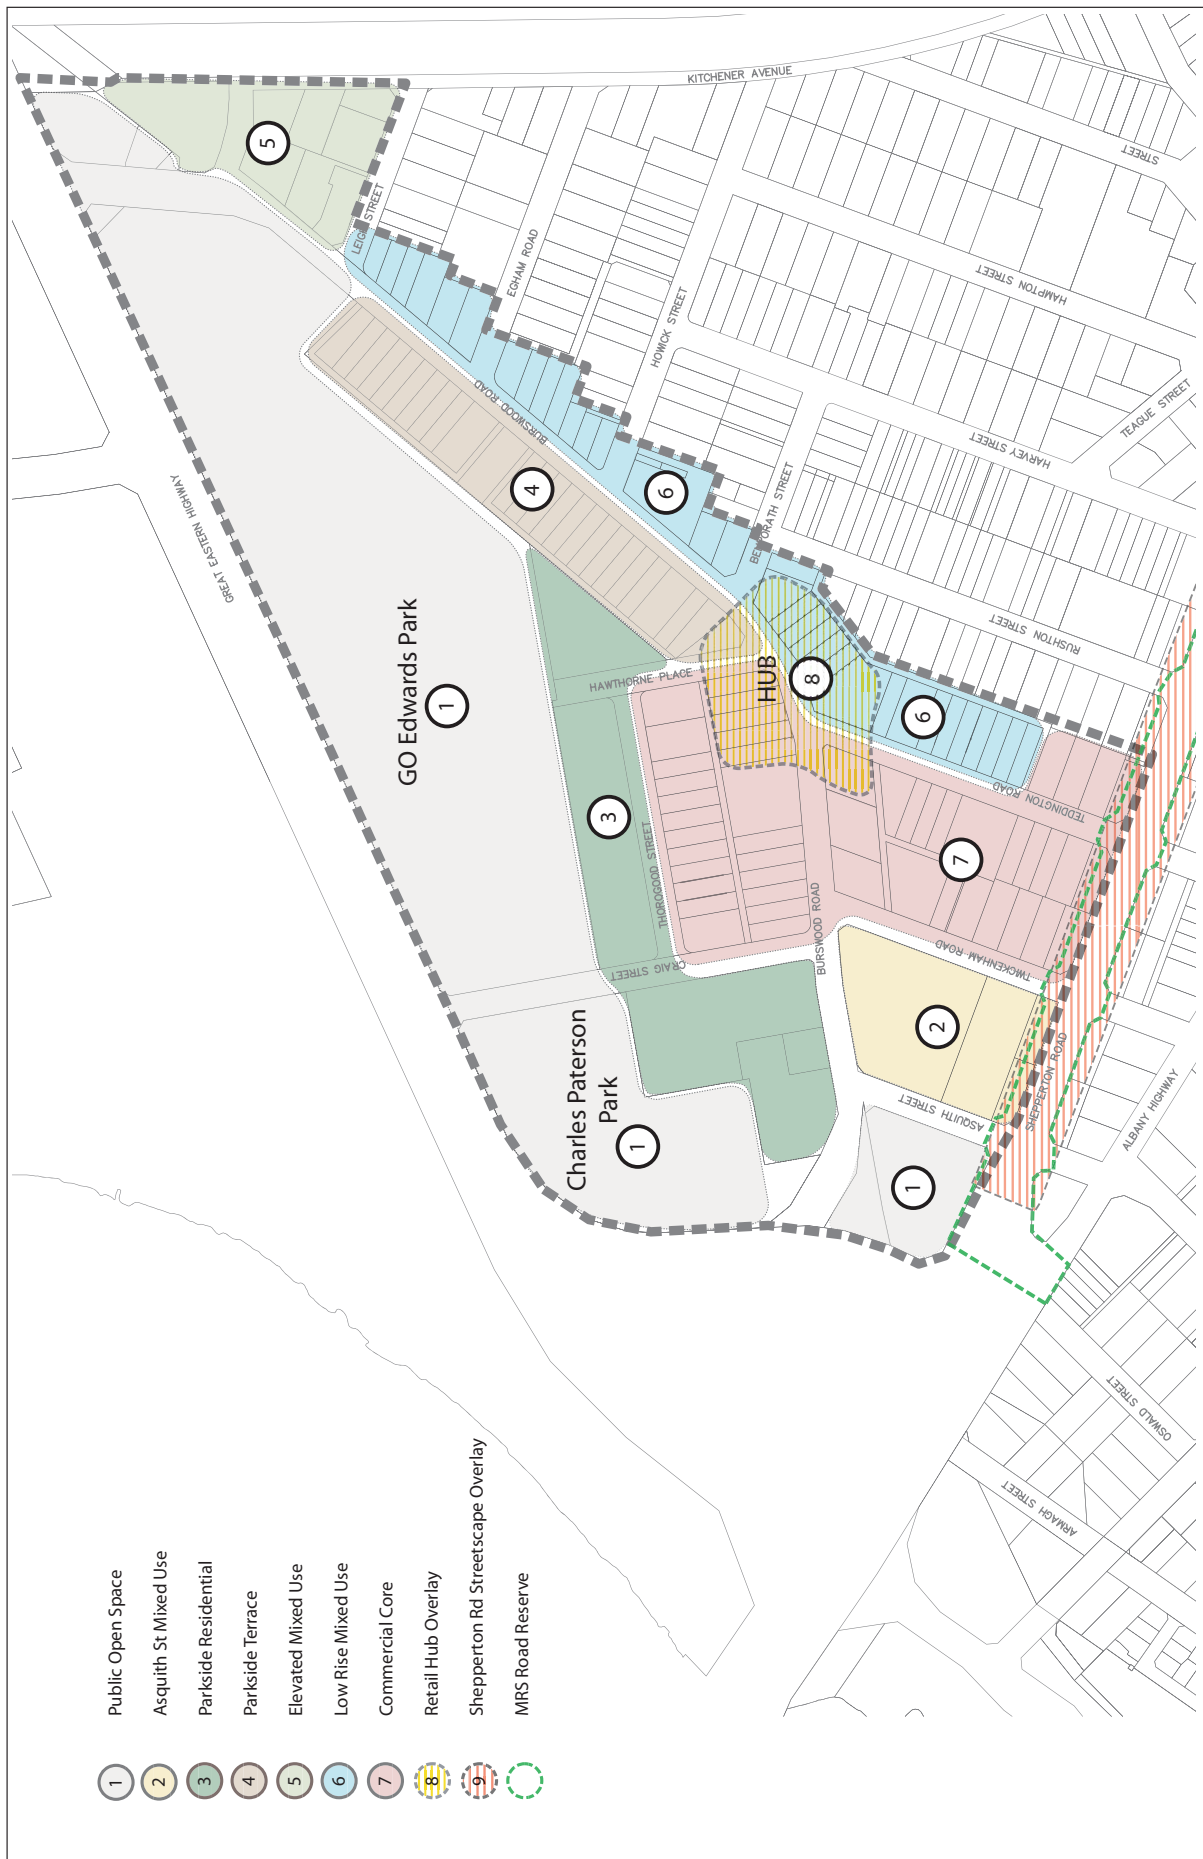 Public Open Space
Asquith St Mixed Use
Parkside Residential
Parkside Terrace
Elevated Mixed Use
Low Rise Mixed Use
Commercial Core
Retail Hub Overlay
Shepperton Rd Streetscape Overlay
MRS Road Reserve
1
2
3
4
5
6
7
8
9
GO Edwards Park
1
Charles Paterson
Park
1
1
2
3
4
5
6
6
7
HUB
8
GREAT EASTERN HIGHWAY
KITCHENER AVENUE
LEIGH STREET
EGHAM ROAD
HOWICK STREET
BURSWOOD ROAD
STREET
HAMPTON STREET
HARVEY STREET
TEAGUE STREET
RUSHTON STREET
HAWTHORNE PLACE
THOROGOOD STREET
CRAIG STREET
BURSWOOD ROAD
TEDDINGTON ROAD
TWICKENHAM ROAD
ASQUITH STREET
SHEPPERTON ROAD
ALBANY HIGHWAY
OSWALD STREET
ARMAGH STREET